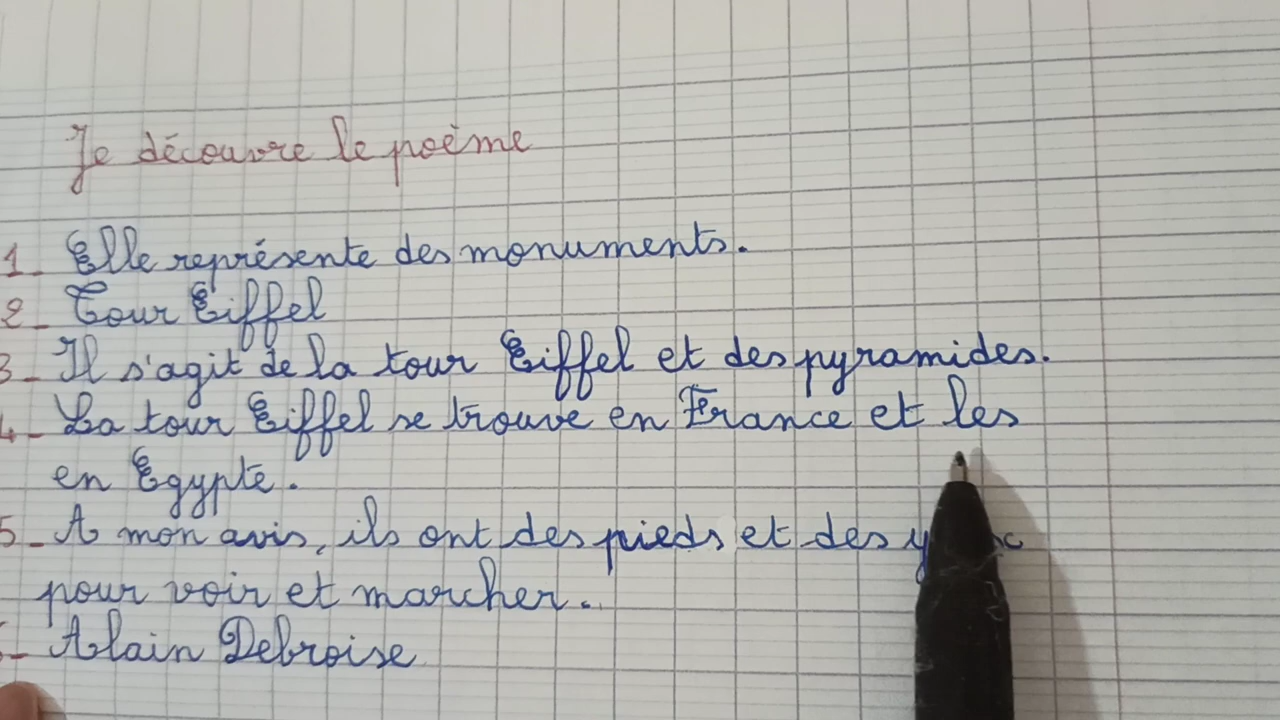 Je découvre le poème
1_ Elle représente des monuments.
2_ Tour Eiffel
3_ Il s'agit de la tour Eiffel et des pyramides.
4_ La tour Eiffel se trouve en France et les
en Egypte.
5_ A mon avis, ils ont des pieds et des
pour voir et marcher.
Alain Debroise